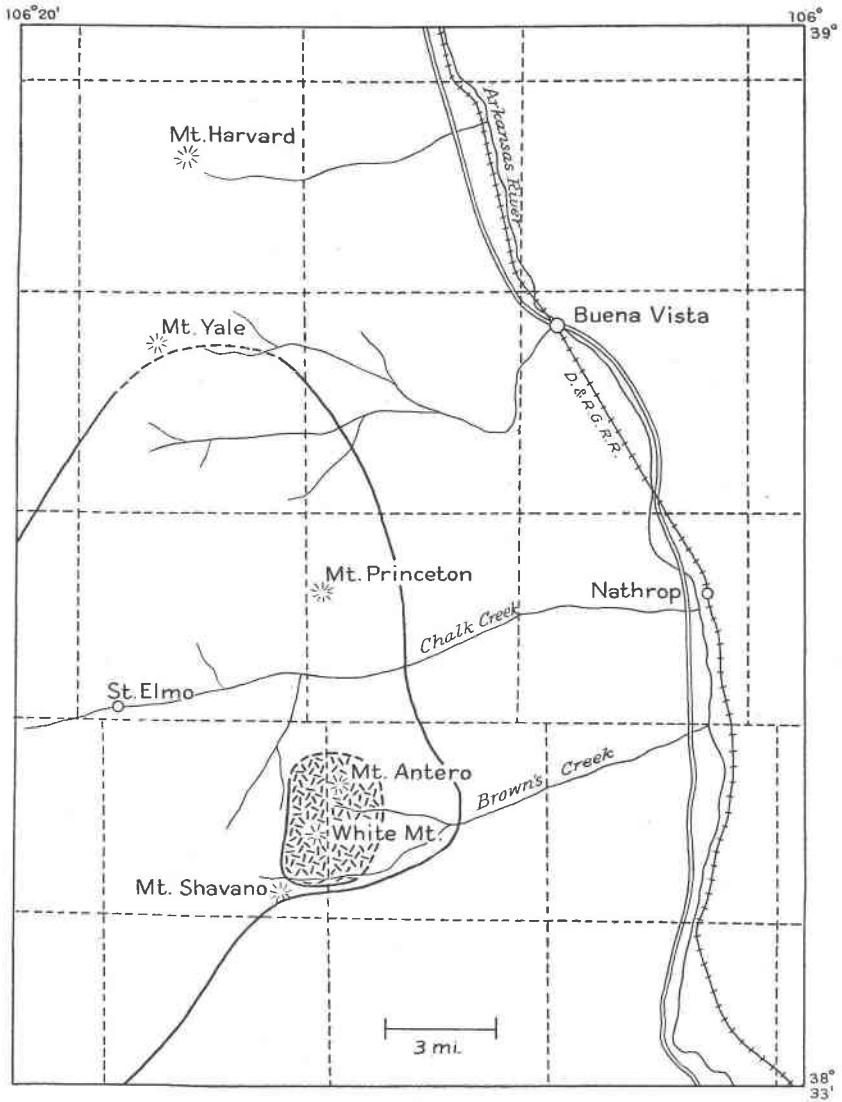 106°20'
106°
39°
Mt. Harvard
Arkansas River
Mt. Yale
Buena Vista
D. & R. G. R. R.
Mt. Princeton
Nathrop
Chalk Creek
St. Elmo
Mt. Antero
Brown's Creek
White Mt.
Mt. Shavano
3 mi.
38°
33'